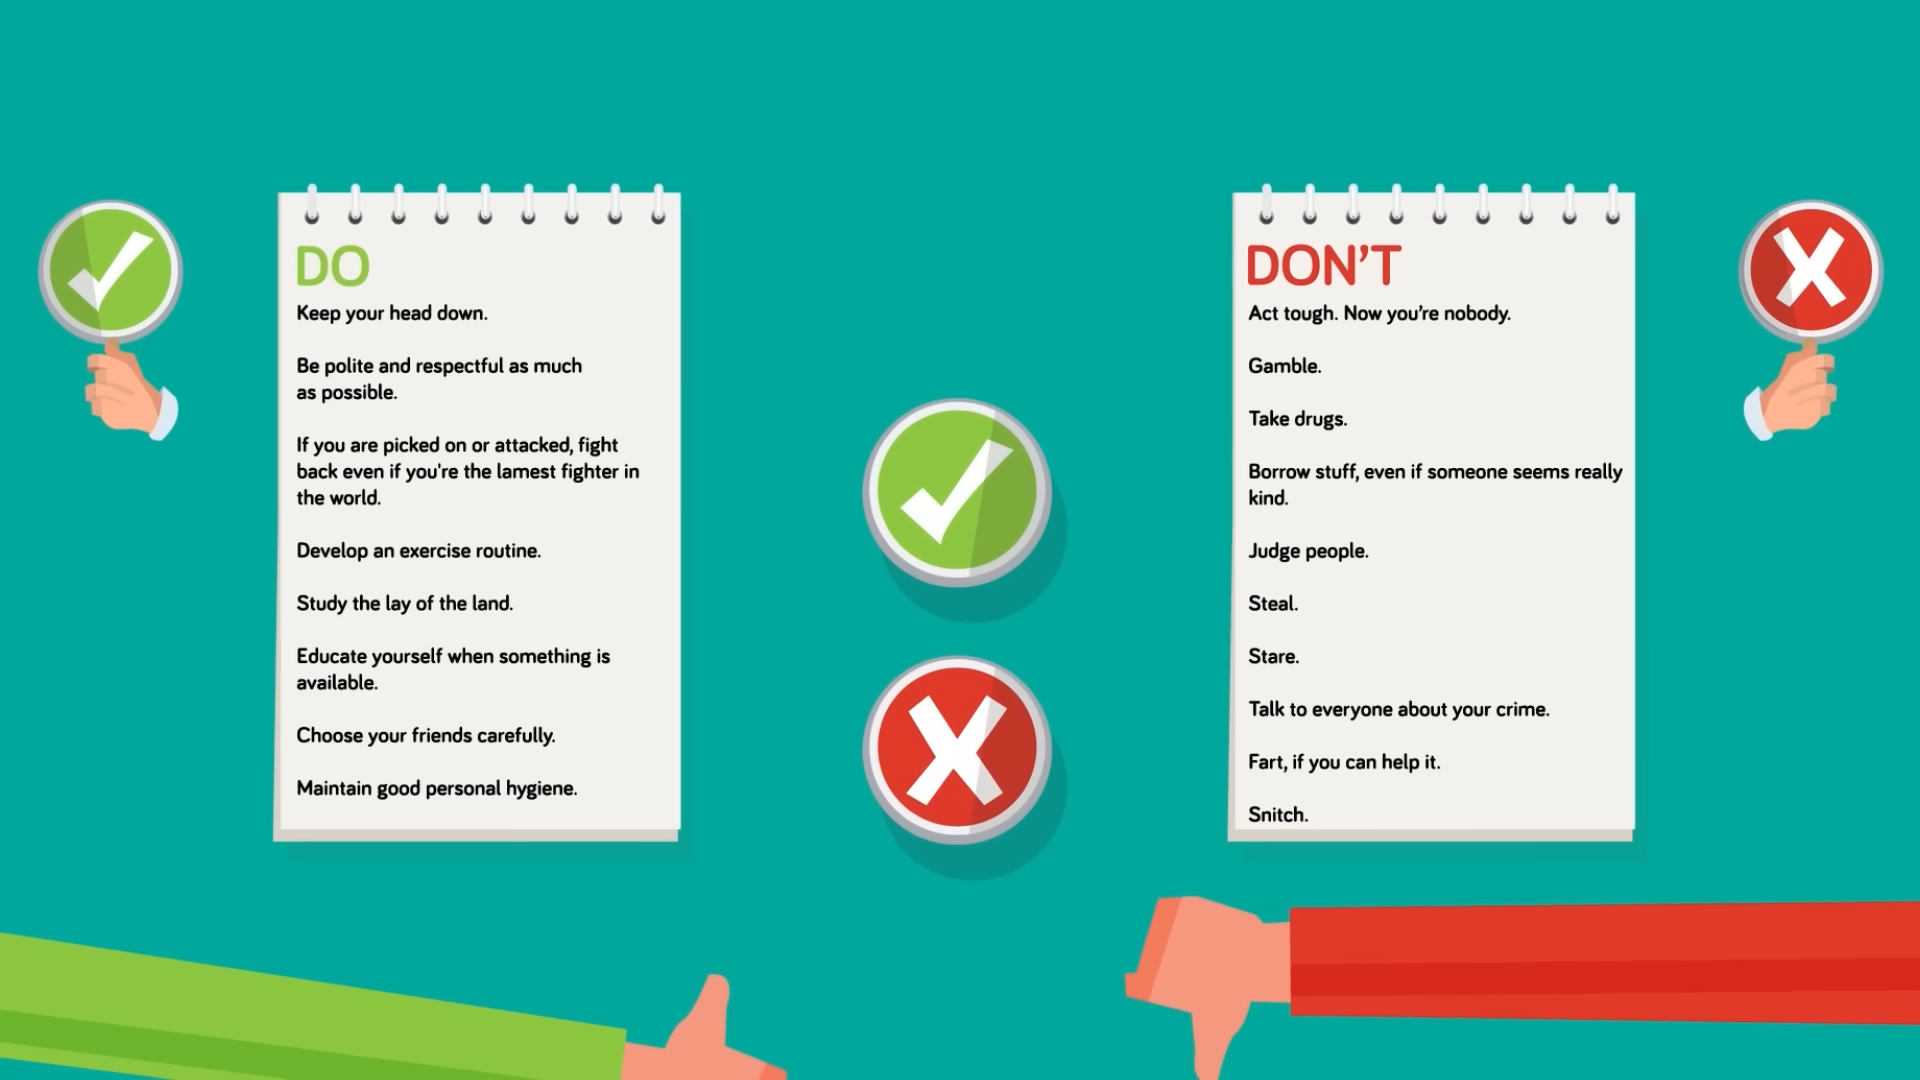 DO
Keep your head down.
Be polite and respectful as much
as possible.
If you are picked on or attacked, fight
back even if you're the lamest fighter in
the world.
Develop an exercise routine.
Study the lay of the land.
Educate yourself when something is
available.
Choose your friends carefully.
Maintain good personal hygiene.
DON’T
Act tough. Now you’re nobody.
Gamble.
Take drugs.
Borrow stuff, even if someone seems really
kind.
Judge people.
Steal.
Stare.
Talk to everyone about your crime.
Fart, if you can help it.
Snitch.